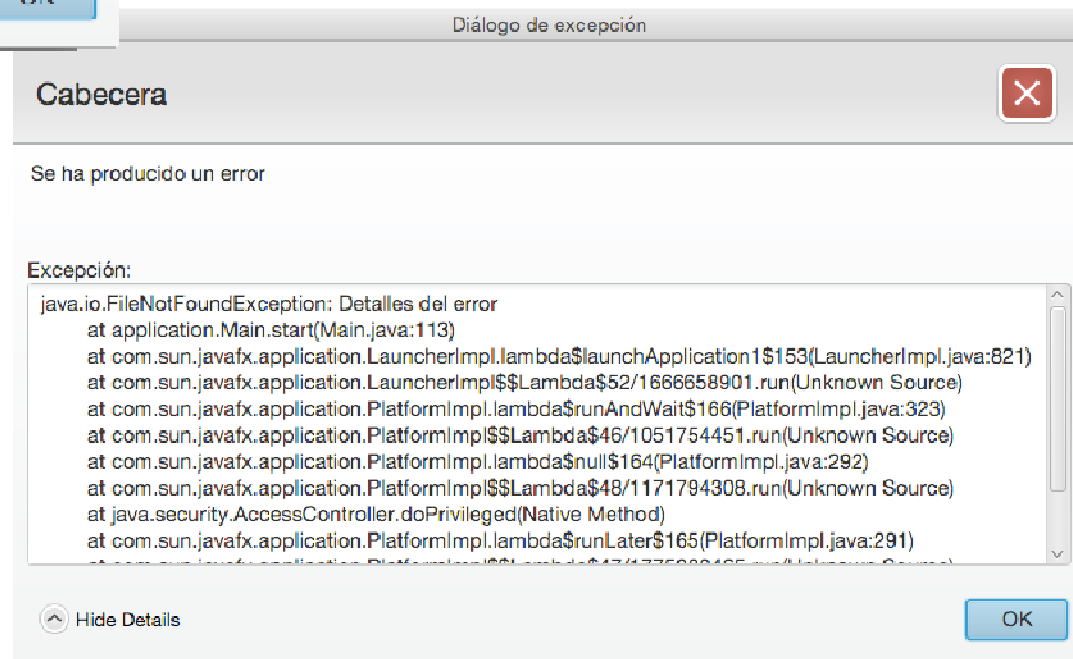 OK
Diálogo de excepción
Cabecera
Se ha producido un error
Excepción:
java.io.FileNotFoundException: Detalles del error
at application.Main.start(Main.java:113)
at com.sun.javafx.application.LauncherImpl.lambda$launchApplication1$153(LauncherImpl.java:821)
at com.sun.javafx.application.LauncherImpl$$Lambda$52/1666658901.run(Unknown Source)
at com.sun.javafx.application.PlatformImpl.lambda$runAndWait$166(PlatformImpl.java:323)
at com.sun.javafx.application.PlatformImpl$$Lambda$46/1051754451.run(Unknown Source)
at com.sun.javafx.application.PlatformImpl.lambda$null$164(PlatformImpl.java:292)
at com.sun.javafx.application.PlatformImpl$$Lambda$48/1171794308.run(Unknown Source)
at java.security.AccessController.doPrivileged(Native Method)
at com.sun.javafx.application.PlatformImpl.lambda$runLater$165(PlatformImpl.java:291)
Hide Details
OK